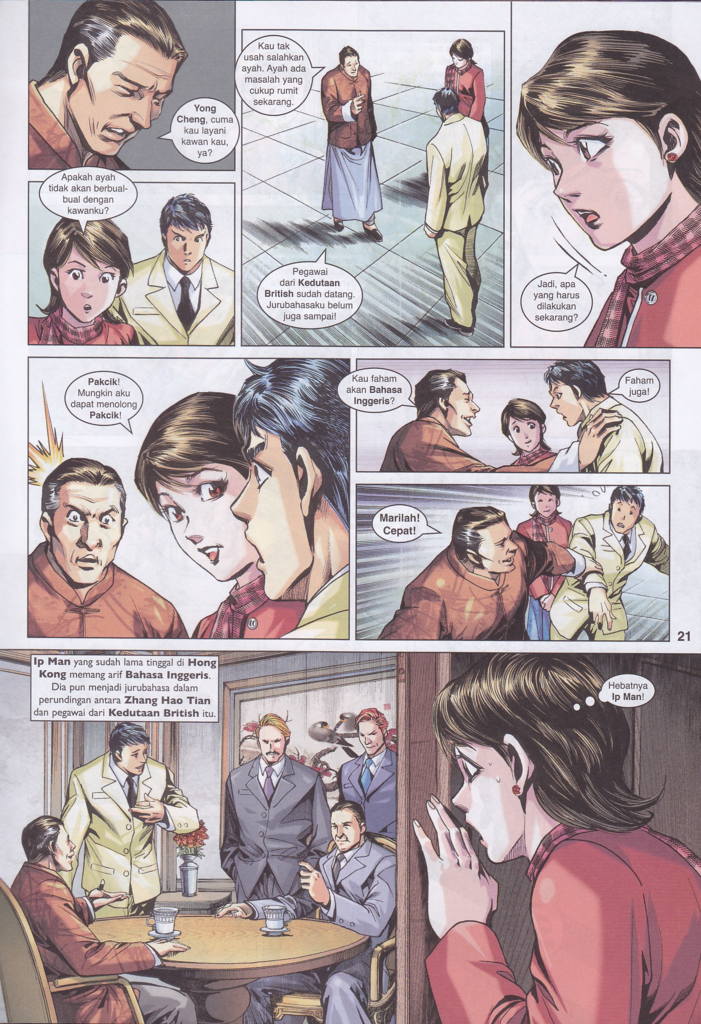 Yong
Cheng, cuma
kau layani
kawan kau,
ya?
Kau tak
usah salahkan
ayah. Ayah ada
masalah yang
cukup rumit
sekarang.
Apakah ayah
tidak akan berbual-
bual dengan
kawanku?
Pegawai
dari Kedutaan
British sudah datang.
Jurubahasaku belum
juga sampai!
Jadi, apa
yang harus
dilakukan
sekarang?
Pakcik!
Mungkin aku
dapat menolong
Pakcik!
Kau faham
akan Bahasa
Inggeris?
Faham
juga!
Marilah!
Cepat!
21
Ip Man yang sudah lama tinggal di Hong
Kong memang arif Bahasa Inggeris.
Dia pun menjadi jurubahasa dalam
perundingan antara Zhang Hao Tian
dan pegawai dari Kedutaan British itu.
Hebatnya
Ip Man!